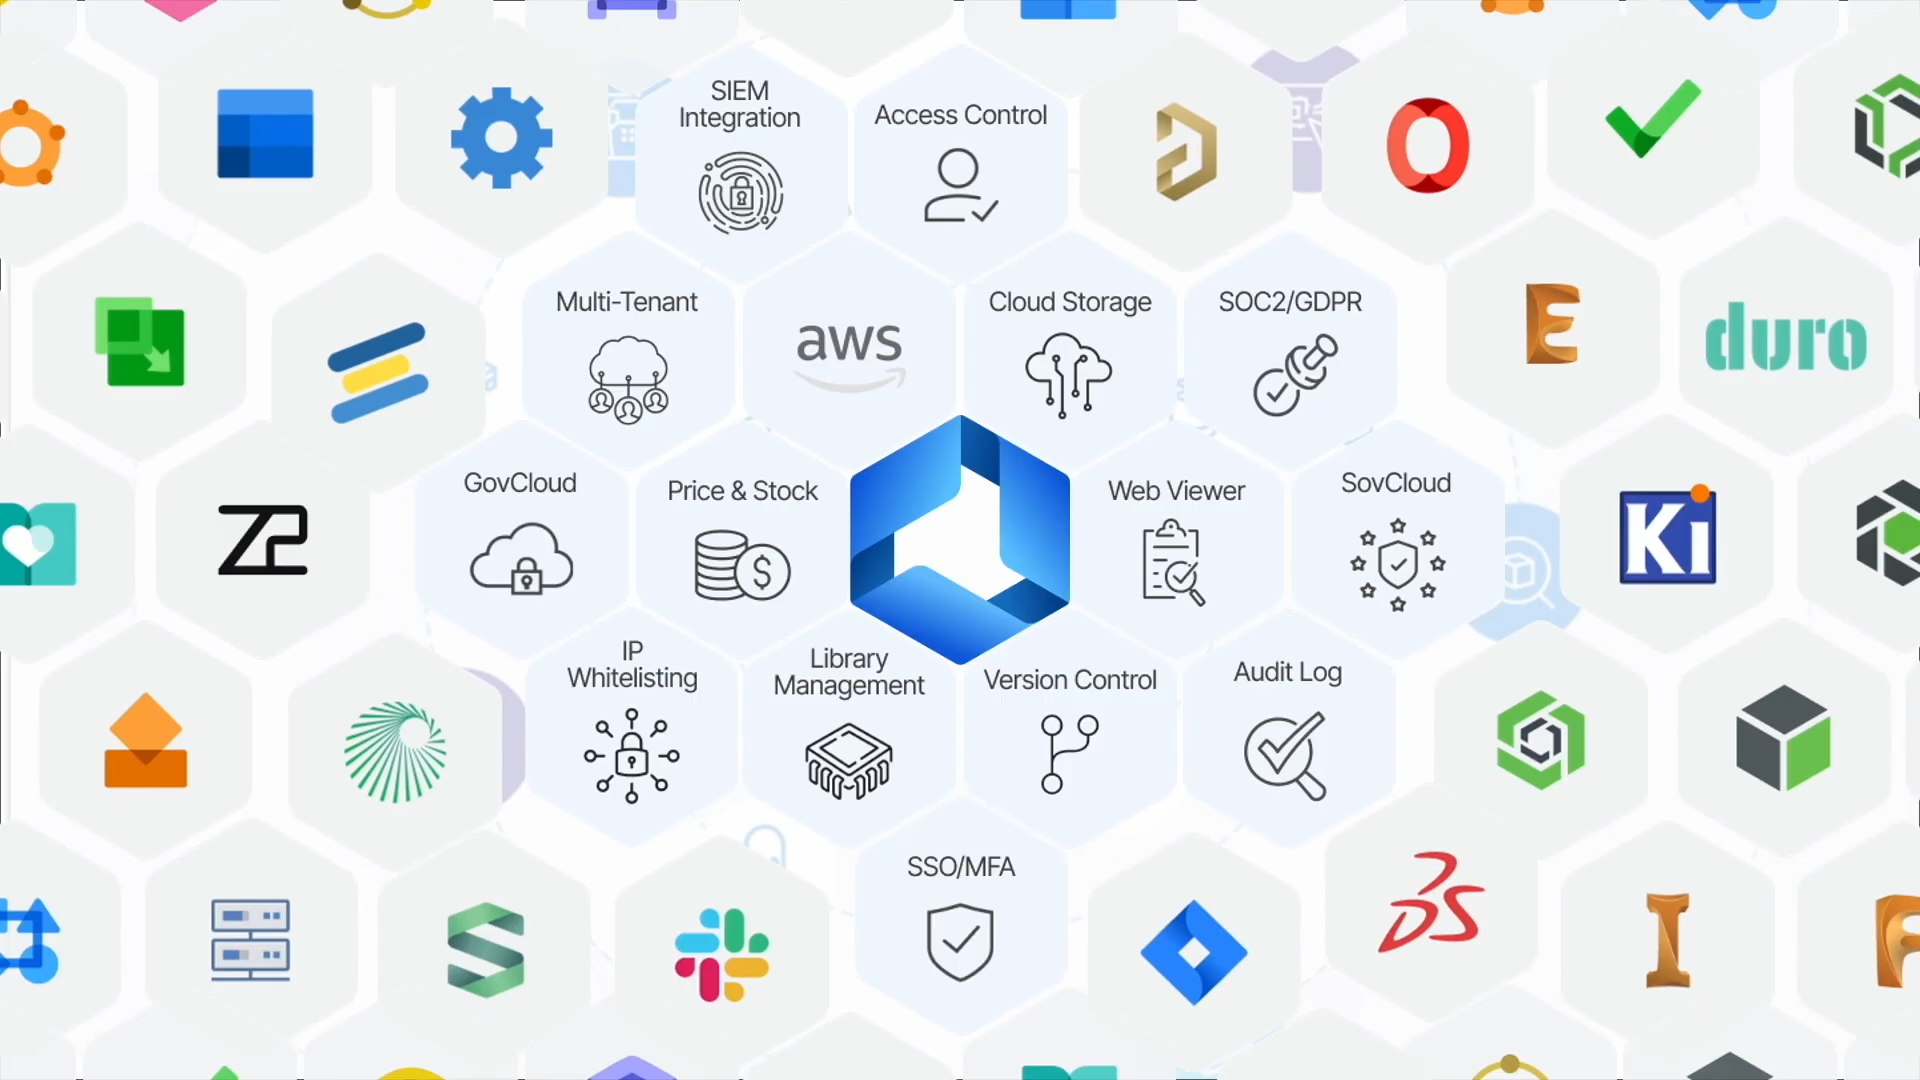 SIEM
Integration
Access Control
Multi-Tenant
aws
Cloud Storage
SOC2/GDPR
E
duro
GovCloud
Price & Stock
$
Web Viewer
SovCloud
Ki
IP
Whitelisting
Library
Management
Version Control
Audit Log
SSO/MFA
I
F